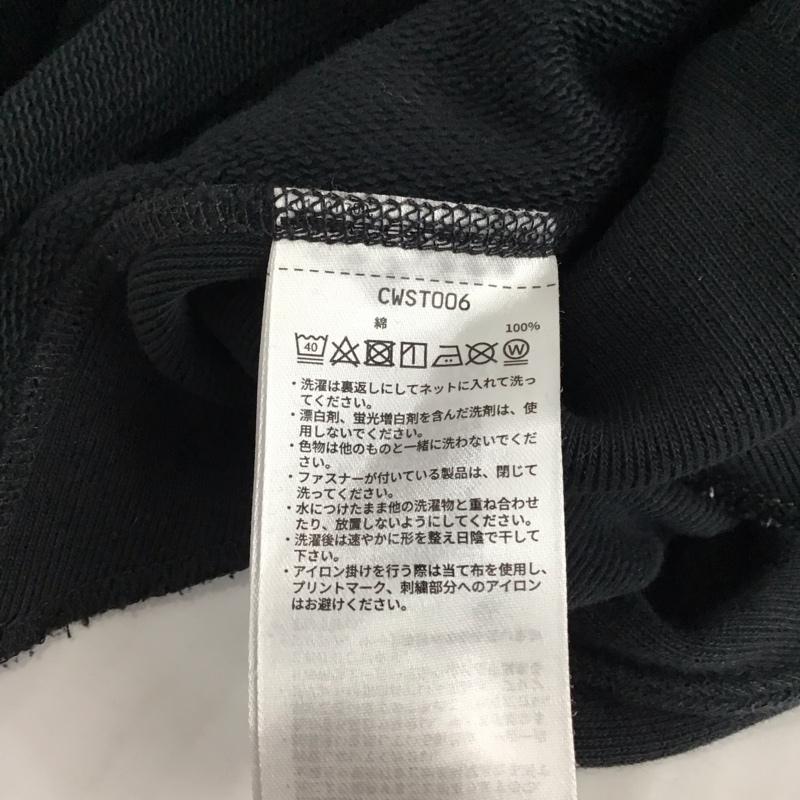 CWST006
綿 100%
40 W
・洗濯は裏返しにしてネットに入れて洗っ
てください。
・漂白剤、蛍光増白剤を含んだ洗剤は、使
用しないでください。
・色物は他のものと一緒に洗わないでくだ
さい。
・ファスナーが付いている製品は、閉じて
洗ってください。
・水につけたまま他の洗濯物と重ね合わせ
たり、放置しないようにしてください。
・洗濯後は速やかに形を整え日陰で干して
下さい。
・アイロン掛けを行う際は当て布を使用し、
プリントマーク、刺繍部分へのアイロン
はお避けください。